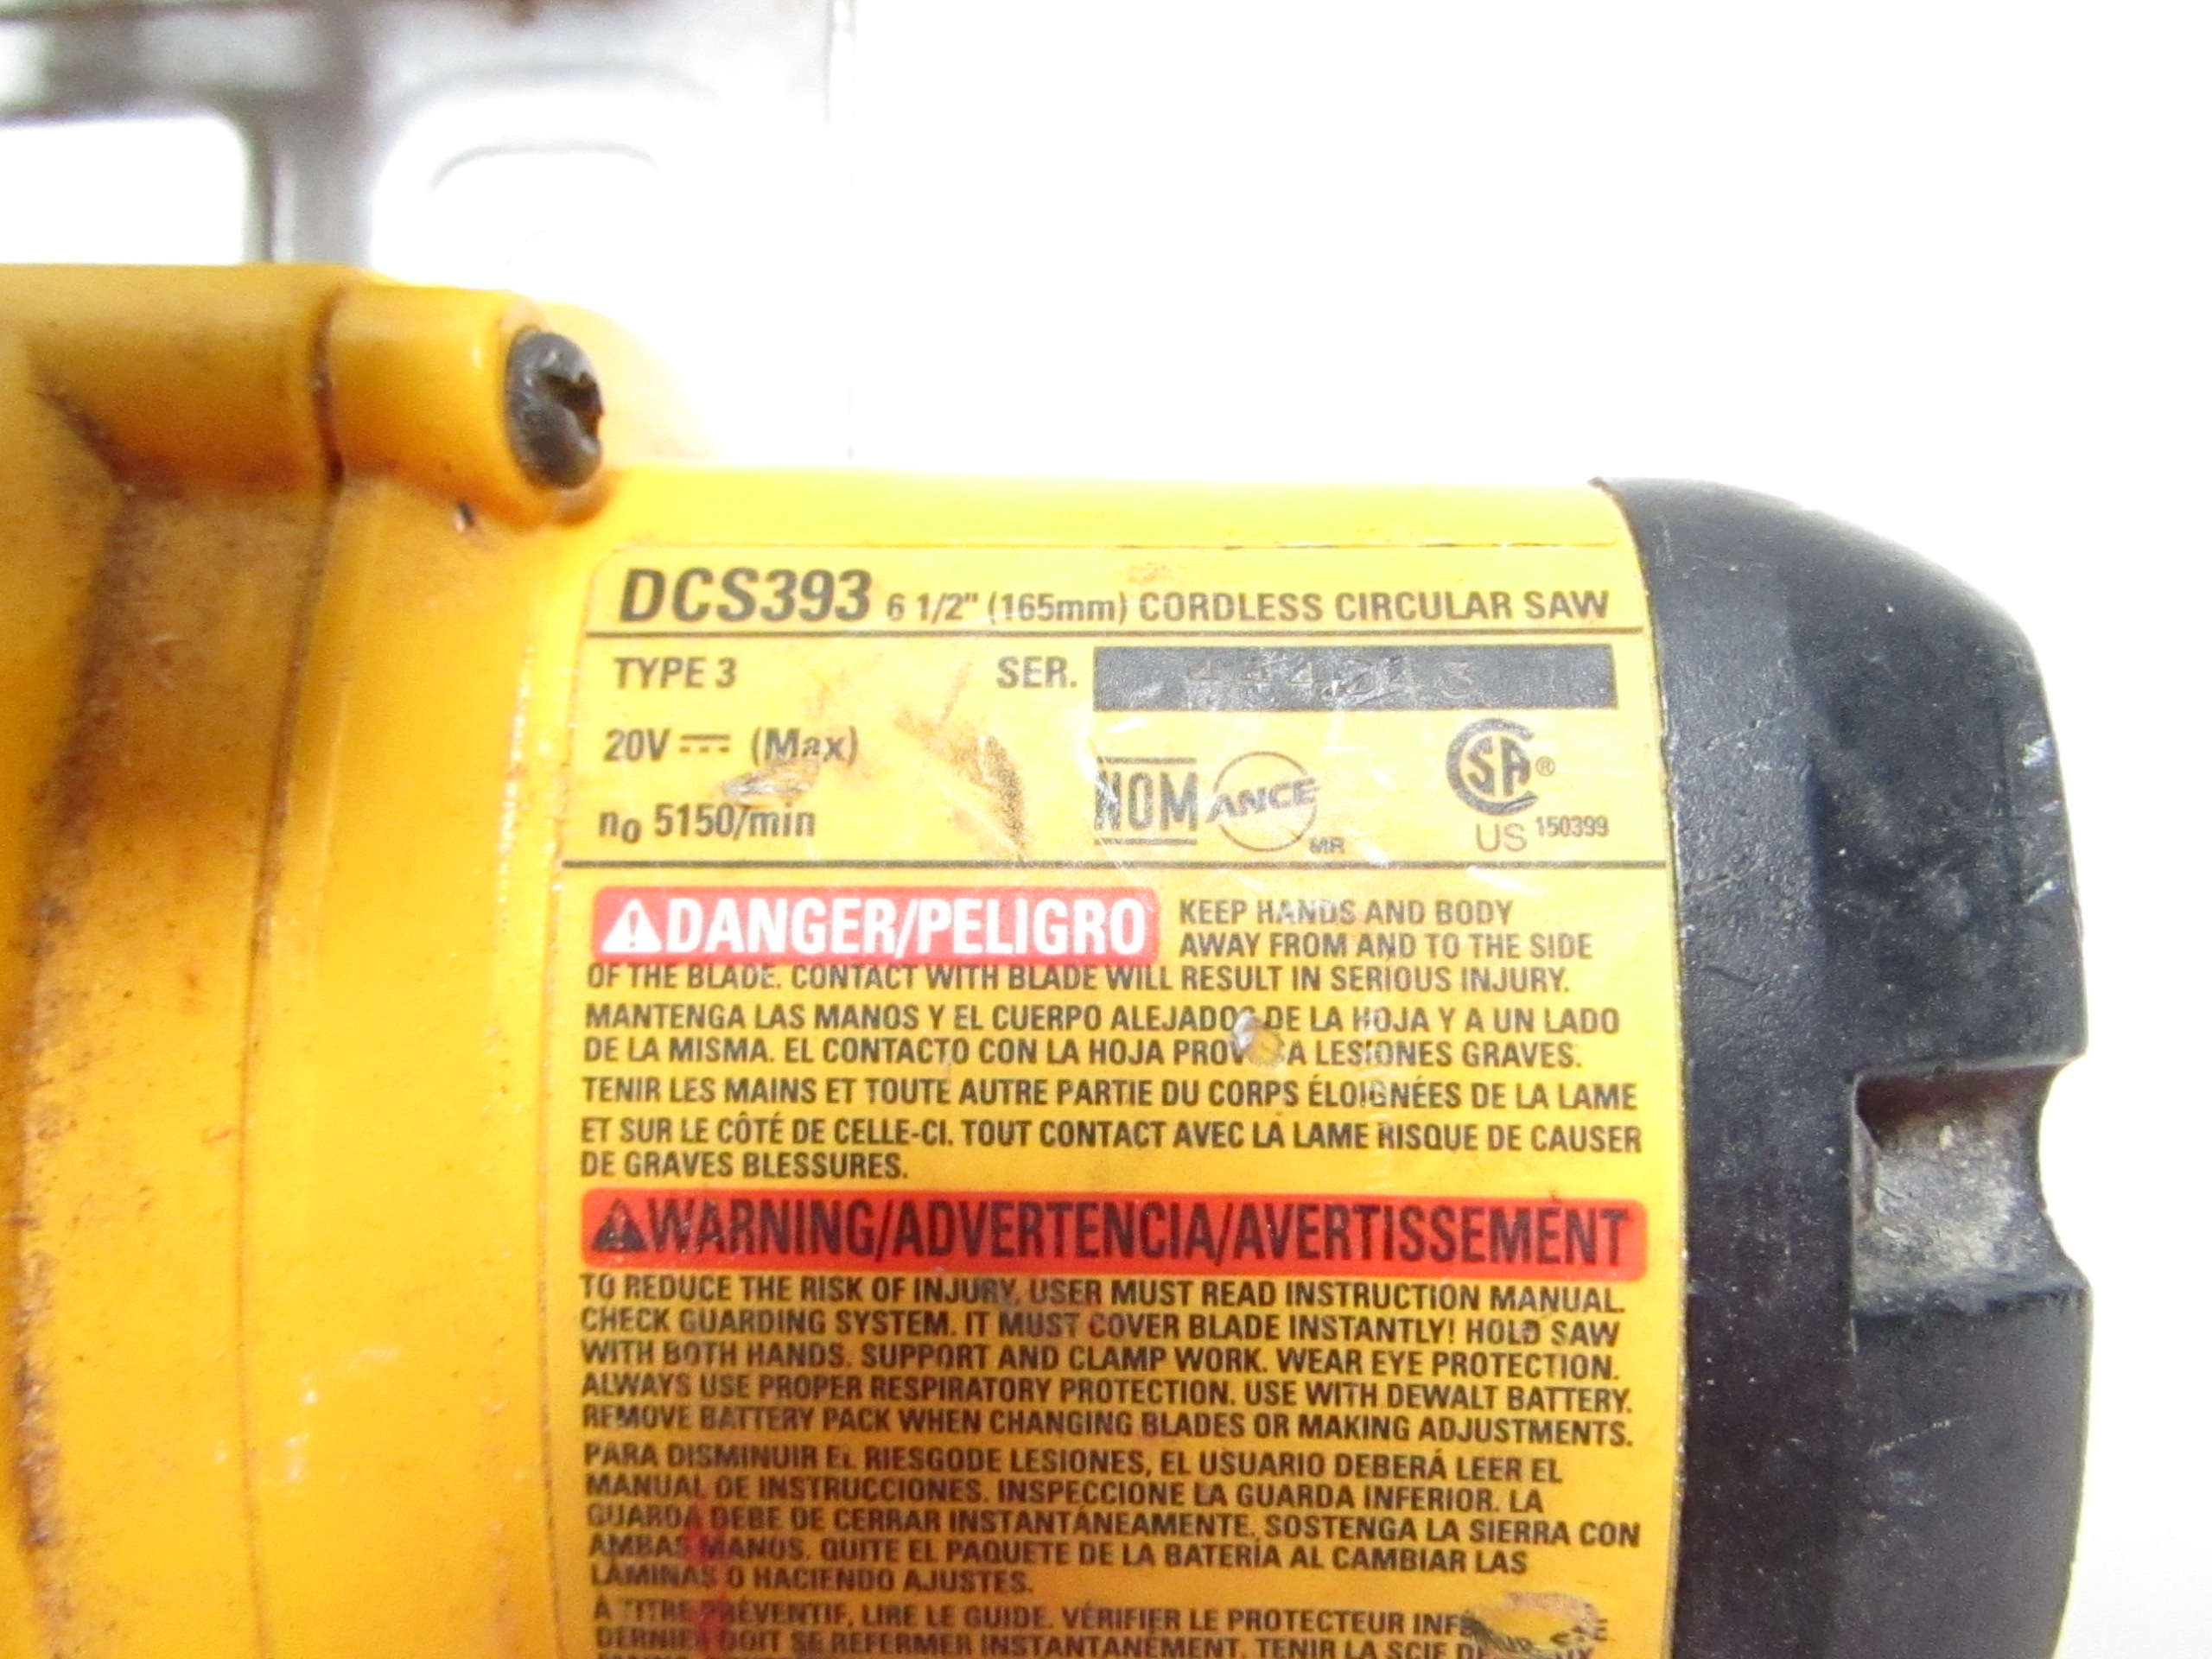 DCS393 6 1/2" (165mm) CORDLESS CIRCULAR SAW
TYPE 3 SER. 444243
20V ⎓ (Max)
NOM ANCE MR
CSA ® US 150399
n₀ 5150/min
DANGER/PELIGRO KEEP HANDS AND BODY
AWAY FROM AND TO THE SIDE
OF THE BLADE. CONTACT WITH BLADE WILL RESULT IN SERIOUS INJURY.
MANTENGA LAS MANOS Y EL CUERPO ALEJADOS DE LA HOJA Y A UN LADO
DE LA MISMA. EL CONTACTO CON LA HOJA LESIONES GRAVES.
TENIR LES MAINS ET TOUTE AUTRE PARTIE DU CORPS ÉLOIGNÉES DE LA LAME
ET SUR LE CÔTÉ DE CELLE-CI. TOUT CONTACT AVEC LA LAME RISQUE DE CAUSER
DE GRAVES BLESSURES.
WARNING/ADVERTENCIA/AVERTISSEMENT
TO REDUCE THE RISK OF INJURY, USER MUST READ INSTRUCTION MANUAL.
CHECK GUARDING SYSTEM. IT MUST COVER BLADE INSTANTLY! HOLD SAW
WITH BOTH HANDS. SUPPORT AND CLAMP WORK. WEAR EYE PROTECTION.
ALWAYS USE PROPER RESPIRATORY PROTECTION. USE WITH DEWALT BATTERY.
REMOVE BATTERY PACK WHEN CHANGING BLADES OR MAKING ADJUSTMENTS.
PARA DISMINUIR EL RIESGODE LESIONES, EL USUARIO DEBERÁ LEER EL
MANUAL DE INSTRUCCIONES. INSPECCIONE LA GUARDA INFERIOR. LA
GUARDA DEBE DE CERRAR INSTANTÁNEAMENTE. SOSTENGA LA SIERRA CON
AMBAS MANOS. QUITE EL PAQUETE DE LA BATERÍA AL CAMBIAR LAS
LÁMINAS O HACIENDO AJUSTES.
À TITRE PRÉVENTIF, LIRE LE GUIDE. VÉRIFIER LE PROTECTEUR
DERNIER DOIT SE REFERMER INSTANTANÉMENT. TENIR LA SCIE